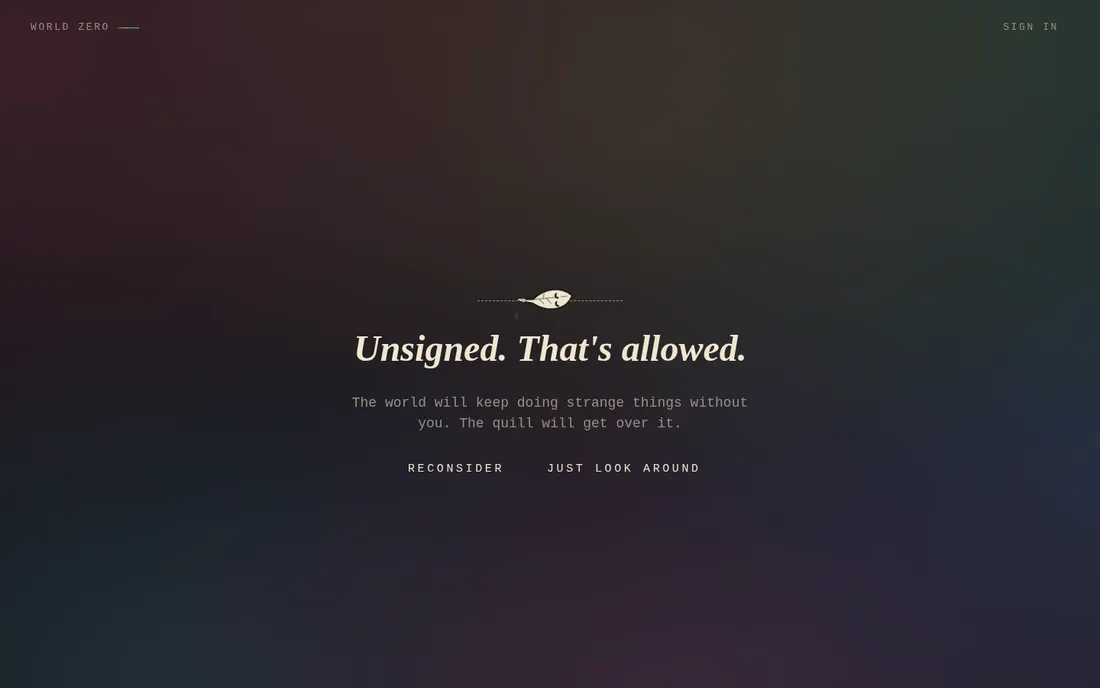 WORLD ZERO
SIGN IN
Unsigned. That's allowed.
The world will keep doing strange things without
you. The quill will get over it.
RECONSIDER
JUST LOOK AROUND